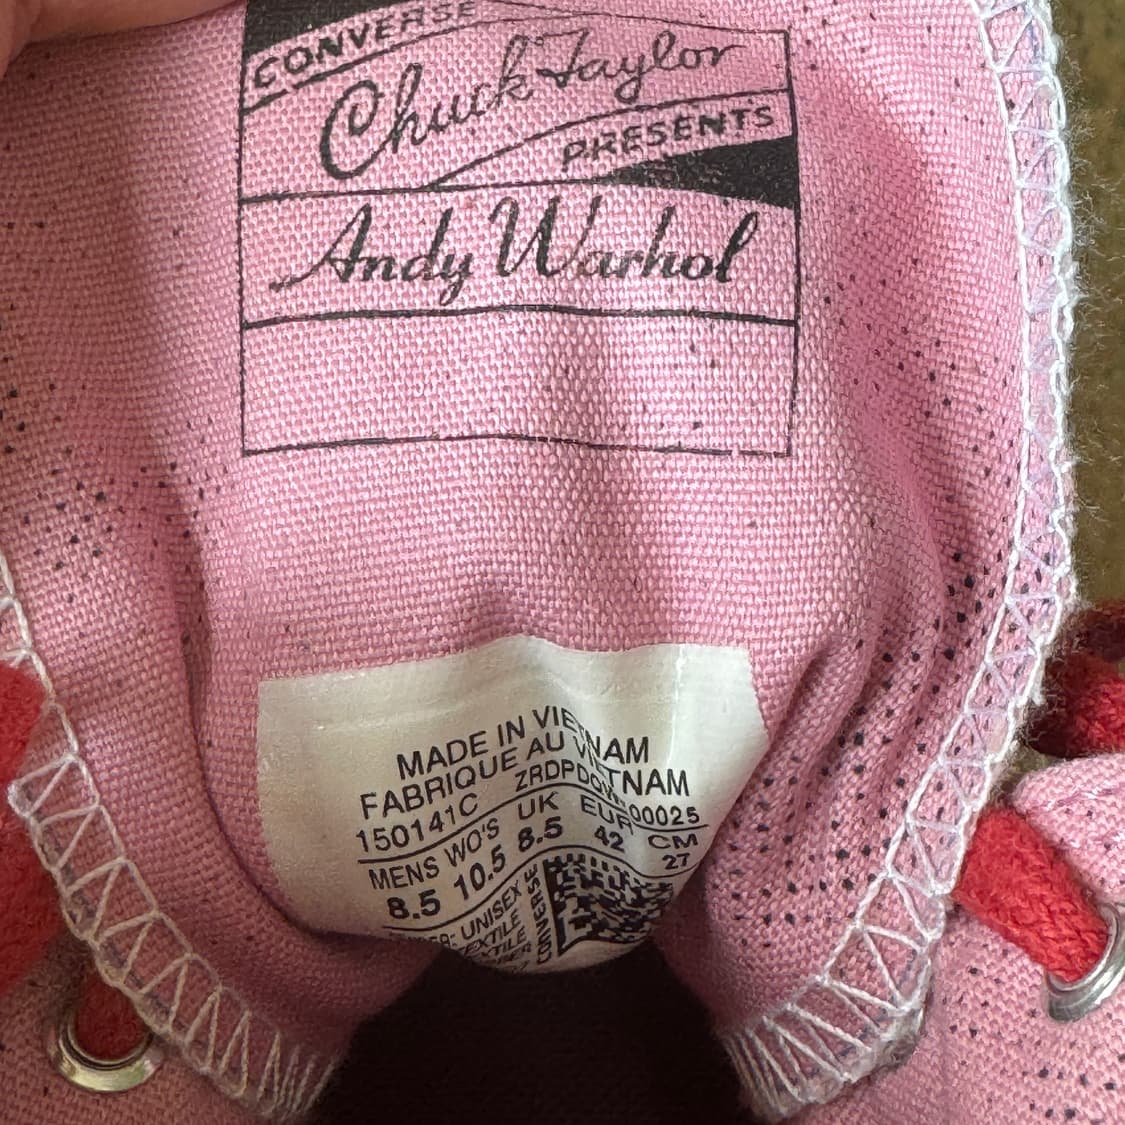 CONVERSE
Chuck Taylor
PRESENTS
Andy Warhol
MADE IN VIETNAM
FABRIQUE AU VIETNAM
150141C 00025
MENS WO'S UK EUR CM
8.5 10.5 8.5 42 27
UNISEX
CONVERSE